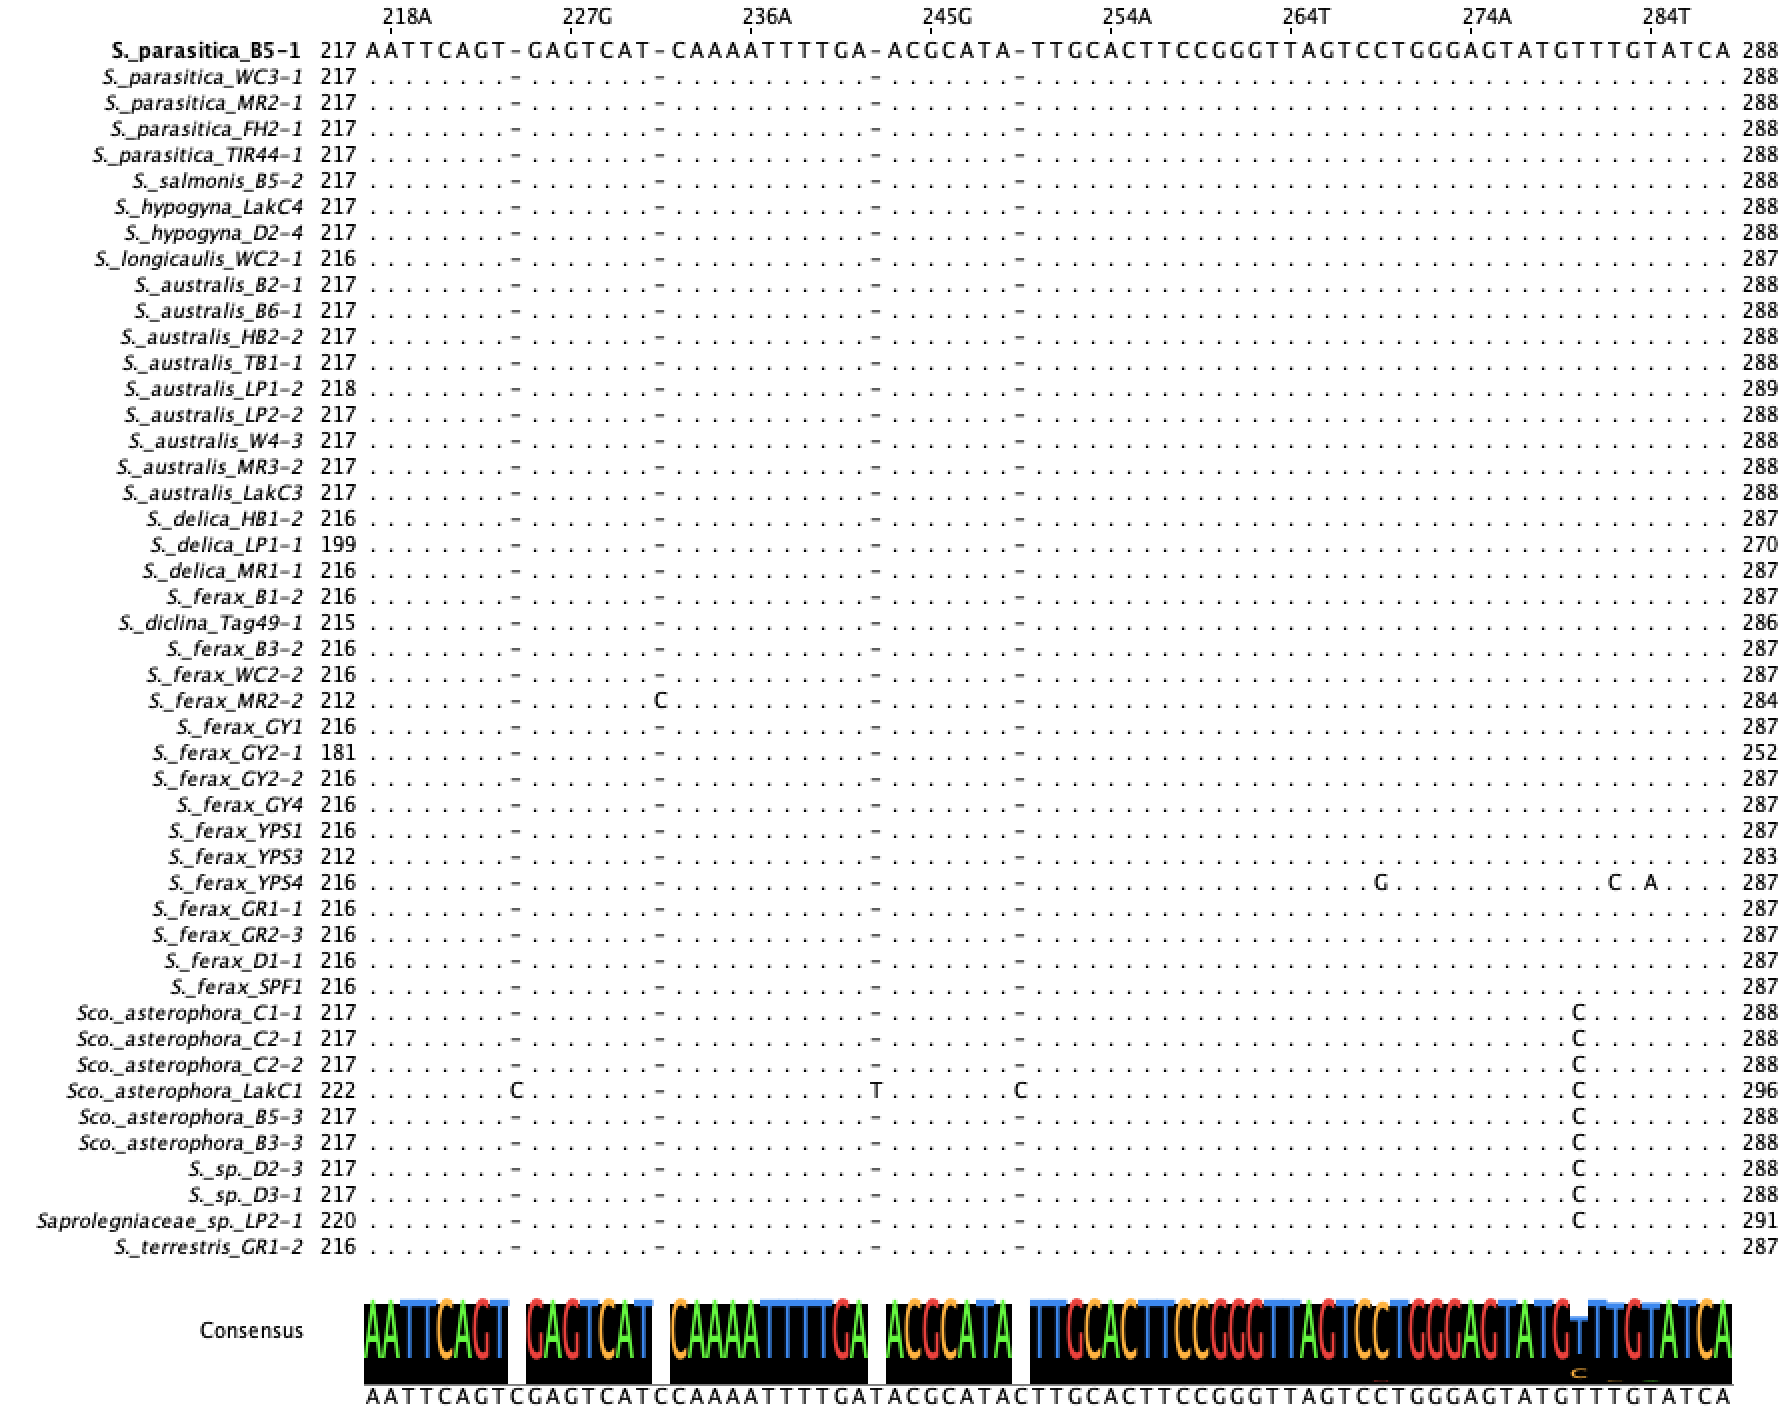 218A 227G 236A 245G 254A 264T 274A 284T
S._parasitica_B5-1 217 AATTCAGT-GAGTCAT-CAAAATTTTGA-ACGCATA-TTGCACTTCCGGGTTAGTCCTGGGAGTATGTTTGTATCA 288
S._parasitica_WC3-1 217 ........-.......-...........-.......-....................................... 288
S._parasitica_MR2-1 217 ........-.......-...........-.......-....................................... 288
S._parasitica_FH2-1 217 ........-.......-...........-.......-....................................... 288
S._parasitica_TIR44-1 217 ........-.......-...........-.......-....................................... 288
S._salmonis_B5-2 217 ........-.......-...........-.......-....................................... 288
S._hypogyna_LakC4 217 ........-.......-...........-.......-....................................... 288
S._hypogyna_D2-4 217 ........-.......-...........-.......-....................................... 288
S._longicaulis_WC2-1 216 ........-.......-...........-.......-....................................... 287
S._australis_B2-1 217 ........-.......-...........-.......-....................................... 288
S._australis_B6-1 217 ........-.......-...........-.......-....................................... 288
S._australis_HB2-2 217 ........-.......-...........-.......-....................................... 288
S._australis_TB1-1 217 ........-.......-...........-.......-....................................... 288
S._australis_LP1-2 218 ........-.......-...........-.......-....................................... 289
S._australis_LP2-2 217 ........-.......-...........-.......-....................................... 288
S._australis_W4-3 217 ........-.......-...........-.......-....................................... 288
S._australis_MR3-2 217 ........-.......-...........-.......-....................................... 288
S._australis_LakC3 217 ........-.......-...........-.......-....................................... 288
S._delica_HB1-2 216 ........-.......-...........-.......-....................................... 287
S._delica_LP1-1 199 ........-.......-...........-.......-....................................... 270
S._delica_MR1-1 216 ........-.......-...........-.......-....................................... 287
S._ferax_B1-2 216 ........-.......-...........-.......-....................................... 287
S._diclina_Tag49-1 215 ........-.......-...........-.......-....................................... 286
S._ferax_B3-2 216 ........-.......-...........-.......-....................................... 287
S._ferax_WC2-2 216 ........-.......-...........-.......-....................................... 287
S._ferax_MR2-2 212 ........-.......C...........-.......-....................................... 284
S._ferax_GY1 216 ........-.......-...........-.......-....................................... 287
S._ferax_GY2-1 181 ........-.......-...........-.......-....................................... 252
S._ferax_GY2-2 216 ........-.......-...........-.......-....................................... 287
S._ferax_GY4 216 ........-.......-...........-.......-....................................... 287
S._ferax_YPS1 216 ........-.......-...........-.......-....................................... 287
S._ferax_YPS3 212 ........-.......-...........-.......-....................................... 283
S._ferax_YPS4 216 ........-.......-...........-.......-...................G............C.A.... 287
S._ferax_GR1-1 216 ........-.......-...........-.......-....................................... 287
S._ferax_GR2-3 216 ........-.......-...........-.......-....................................... 287
S._ferax_D1-1 216 ........-.......-...........-.......-....................................... 287
S._ferax_SPF1 216 ........-.......-...........-.......-....................................... 287
Sco._asterophora_C1-1 217 ........-.......-...........-.......-..............................C........ 288
Sco._asterophora_C2-1 217 ........-.......-...........-.......-..............................C........ 288
Sco._asterophora_C2-2 217 ........-.......-...........-.......-..............................C........ 288
Sco._asterophora_LakC1 222 ........C.......-...........T.......C..............................C........ 296
Sco._asterophora_B5-3 217 ........-.......-...........-.......-..............................C........ 288
Sco._asterophora_B3-3 217 ........-.......-...........-.......-..............................C........ 288
S._sp._D2-3 217 ........-.......-...........-.......-..............................C........ 288
S._sp._D3-1 217 ........-.......-...........-.......-..............................C........ 288
Saprolegniaceae_sp._LP2-1 220 ........-.......-...........-.......-..............................C........ 291
S._terrestris_GR1-2 216 ........-.......-...........-.......-....................................... 287
Consensus AATTCAGT GAGTCAT CAAAATTTTGA ACGCATA TTGCACTTCCGGGTTAGTCCTGGGAGTATGTTTGTATCA
AATTCAGTCGAGTCATCCAAAATTTTGATACGCATACTTGCACTTCCGGGTTAGTCCTGGGAGTATGTTTGTATCA